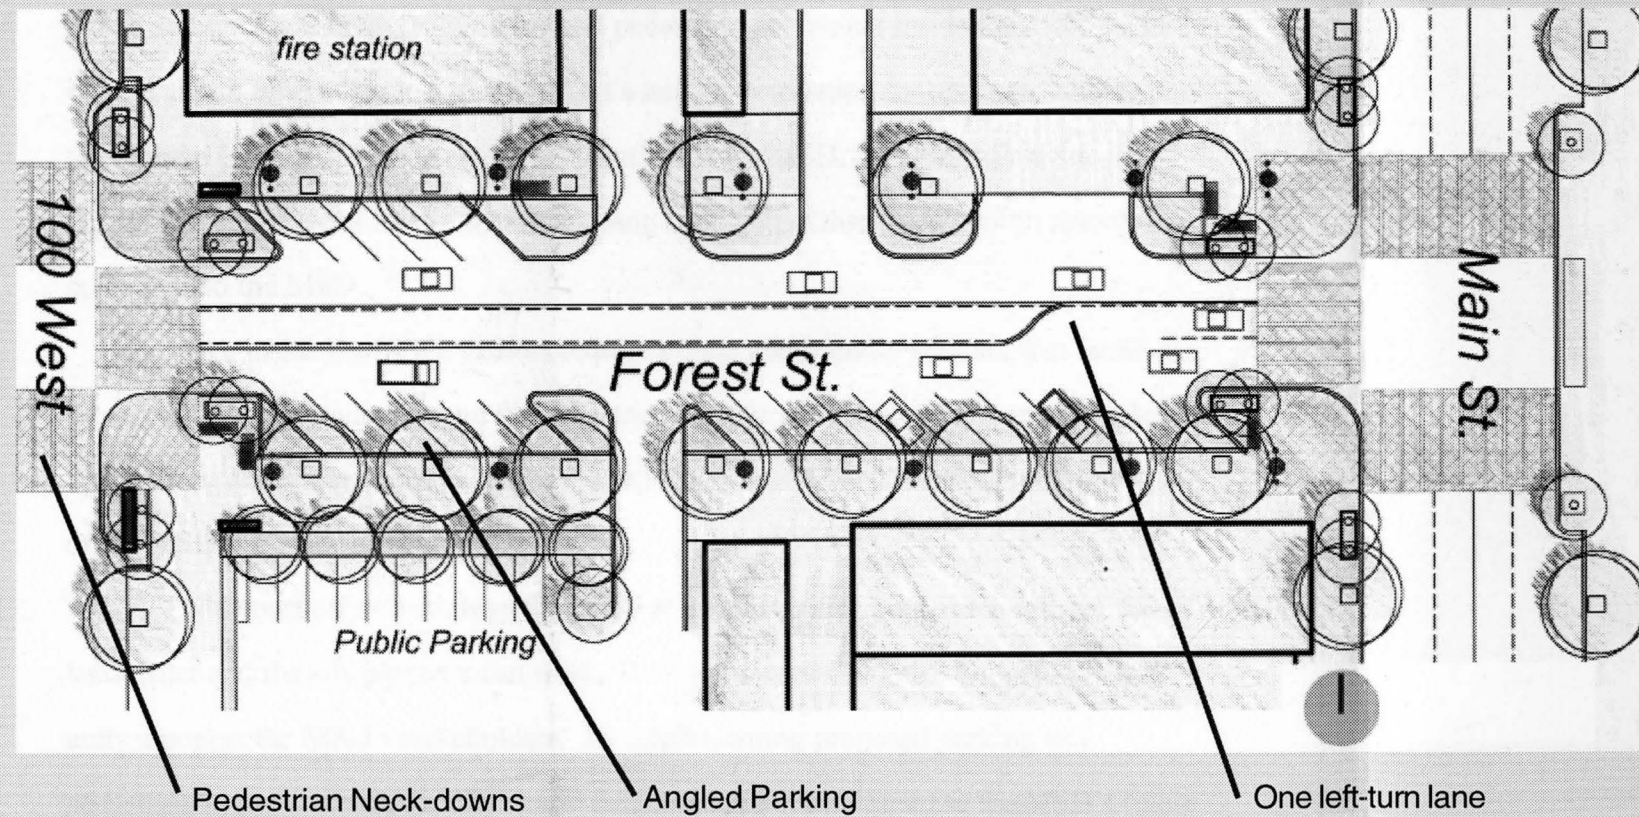 fire station
100 West
Forest St.
Main St.
Public Parking
Pedestrian Neck-downs
Angled Parking
One left-turn lane